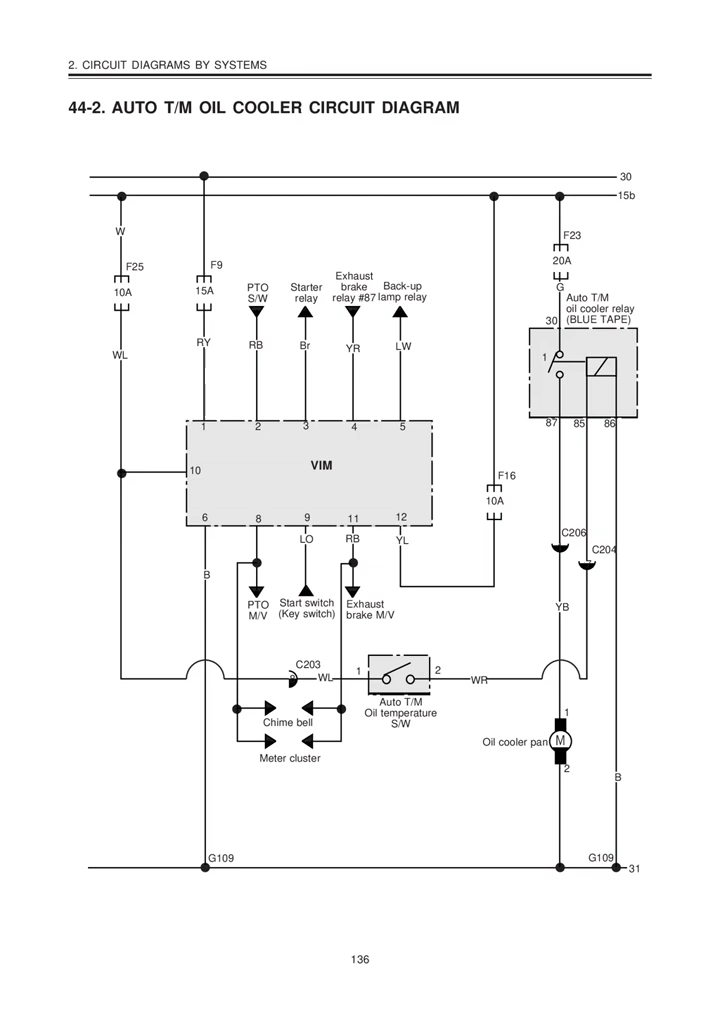 2. CIRCUIT DIAGRAMS BY SYSTEMS
44-2. AUTO T/M OIL COOLER CIRCUIT DIAGRAM
30
15b
W
F25
10A
WL
F9
15A
RY
PTO
S/W
RB
Starter
relay
Br
Exhaust
brake
relay #87
YR
Back-up
lamp relay
LW
F23
20A
G
Auto T/M
oil cooler relay
(BLUE TAPE)
30
1
87
85
86
1
2
3
4
5
VIM
10
6
8
9
11
12
F16
10A
LO
RB
YL
B
C206
C204
7
PTO
M/V
Start switch
(Key switch)
Exhaust
brake M/V
YB
C203
8
WL
1
2
WR
Auto T/M
Oil temperature
S/W
Chime bell
Meter cluster
1
Oil cooler pan
M
2
B
G109
G109
31
136